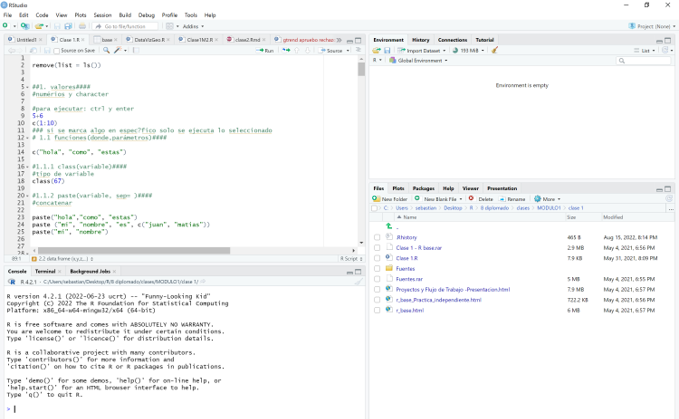 RStudio
File Edit Code View Plots Session Build Debug Profile Tools Help
Go to file/function
Addins
Project: (None)
Untitled1 Clase 1.R base DataVizGeo.R Clase1M2.R clase2.Rmd gtrend apruebo rechazo
Source on Save
Run
Source
1
2 remove(list = ls())
3
4
5 ##1. valores####
6 #numérios y character
7
8 #para ejecutar: ctrl y enter
9 5+6
10 c(1:10)
11 ### si se marca algo en espec?fico solo se ejecuta lo seleccionado
12 # 1.1 funciones(donde,parámetros)####
13
14 c("hola", "como", "estas")
15
16 #1.1.1 class(variable)####
17 #tipo de variable
18 class(67)
19
20 #1.1.2 paste(variable, sep= )####
21 #concatenar
22
23 paste("hola","como", "estas")
24 paste ("mi", "nombre", "es", c("juan", "matias"))
25 paste("mi", "nombre")
26
27
28
89:1 2.2 data.frame (x,y,z,..) R Script
Console Terminal Background Jobs
R 4.2.1 · C:/Users/sebastian/Desktop/R/R diplomado/clases/MODULO1/clase 1/
R version 4.2.1 (2022-06-23 ucrt) -- "Funny-Looking Kid"
Copyright (C) 2022 The R Foundation for Statistical Computing
Platform: x86_64-w64-mingw32/x64 (64-bit)
R is free software and comes with ABSOLUTELY NO WARRANTY.
You are welcome to redistribute it under certain conditions.
Type 'license()' or 'licence()' for distribution details.
R is a collaborative project with many contributors.
Type 'contributors()' for more information and
'citation()' on how to cite R or R packages in publications.
Type 'demo()' for some demos, 'help()' for on-line help, or
'help.start()' for an HTML browser interface to help.
Type 'q()' to quit R.
>
Environment History Connections Tutorial
Import Dataset 193 MiB List
R Global Environment
Environment is empty
Files Plots Packages Help Viewer Presentation
New Folder New Blank File Delete Rename More
C: Users sebastian Desktop R R diplomado clases MODULO1 clase 1
Name Size Modified
..
.Rhistory 465 B Aug 15, 2022, 8:14 PM
Clase 1 - R base.rar 2.9 MB May 4, 2021, 6:56 PM
Clase 1.R 7.9 KB May 31, 2021, 8:09 PM
Fuentes
Fuentes.rar 5 MB May 4, 2021, 6:55 PM
Proyectos y Flujo de Trabajo -Presentacion.html 7.9 MB May 4, 2021, 6:57 PM
r_base_Practica_independiente.html 722.2 KB May 4, 2021, 6:56 PM
r_base.html 6 MB May 4, 2021, 6:57 PM